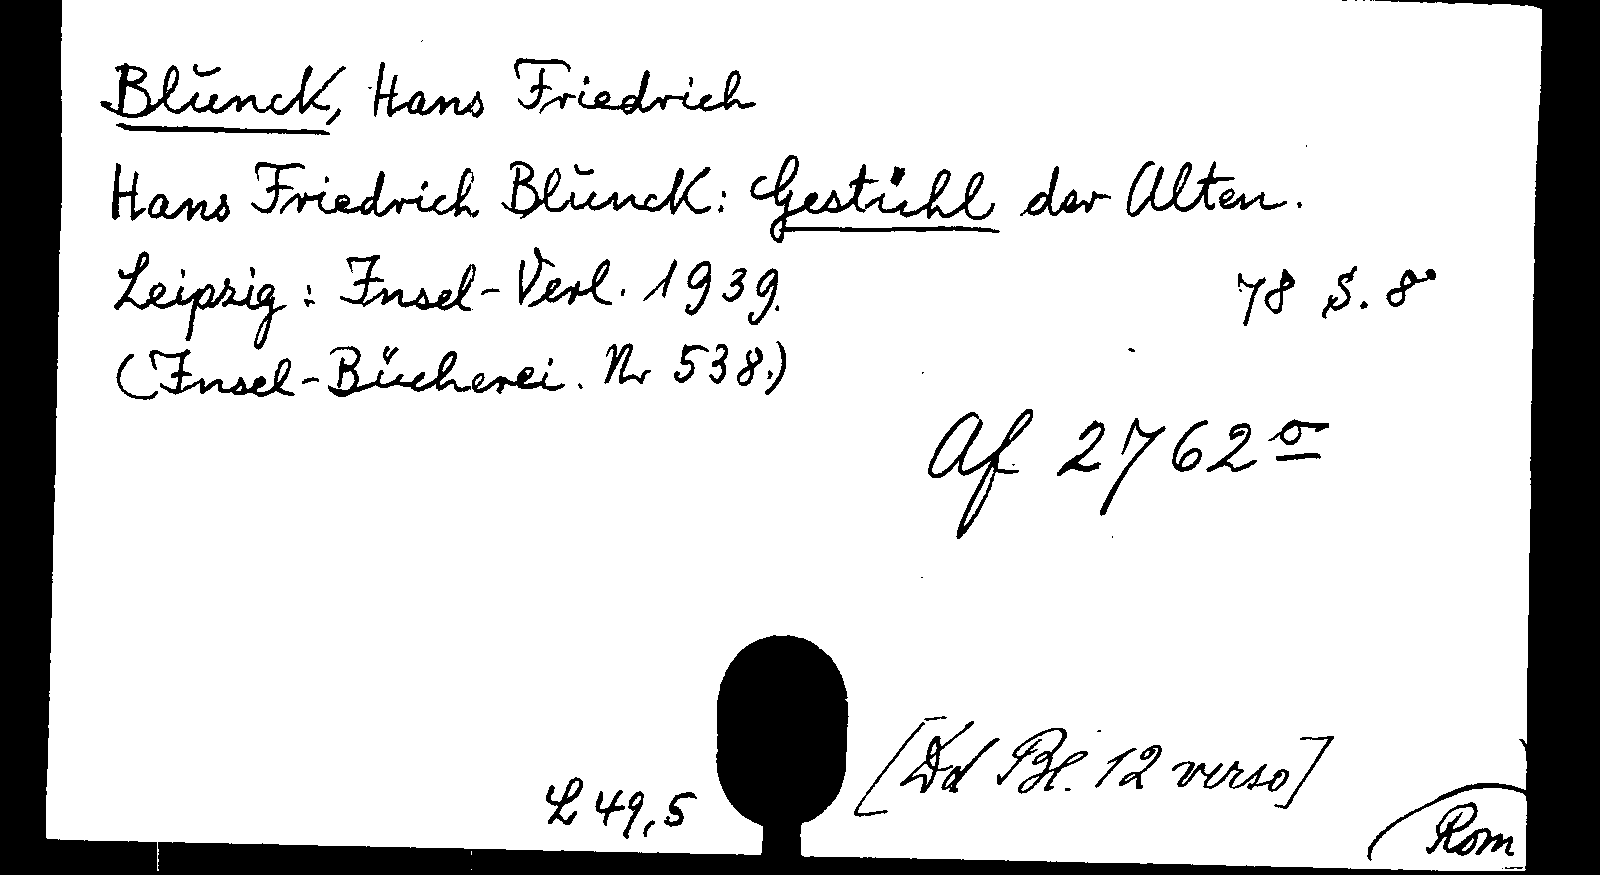 Blunck, Hans Friedrich
Hans Friedrich Blunck: Gestühl der Alten.
Leipzig: Insel-Verl. 1939. 78 S. 8°
(Insel-Bücherei. Nr 538.)
Af 2762 º
L 49,5
[Dd Bl. 12 verso]
Rom